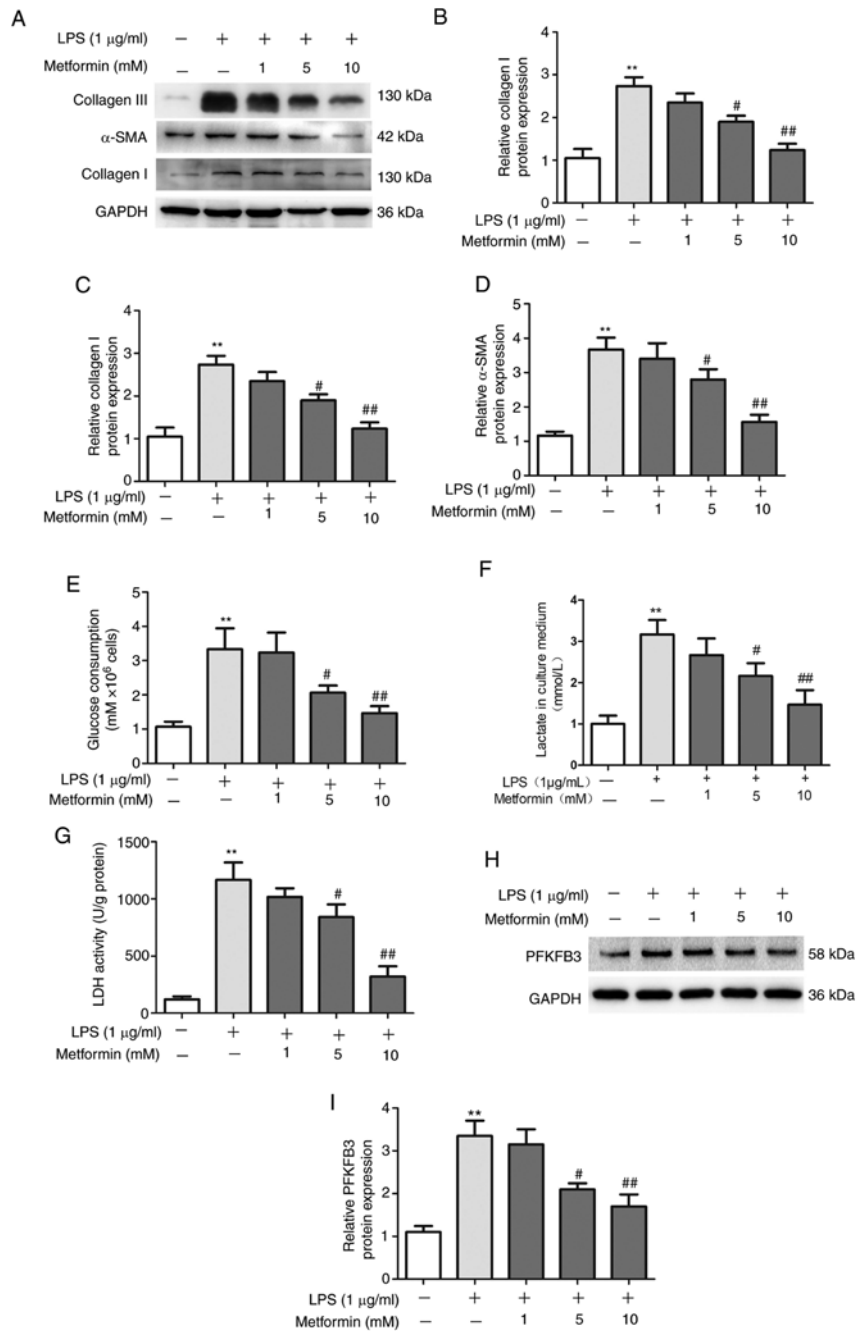 A
LPS (1 μg/ml) – + + + +
Metformin (mM) – – 1 5 10
Collagen III 130 kDa
α-SMA 42 kDa
Collagen I 130 kDa
GAPDH 36 kDa
B
Relative collagen I
protein expression
4
3
2
1
0
**
#
##
LPS (1 μg/ml) – + + + +
Metformin (mM) – – 1 5 10
C
Relative collagen I
protein expression
4
3
2
1
0
**
#
##
LPS (1 μg/ml) – + + + +
Metformin (mM) – – 1 5 10
D
Relative α-SMA
protein expression
5
4
3
2
1
0
**
#
##
LPS (1 μg/ml) – + + + +
Metformin (mM) – – 1 5 10
E
Glucose consumption
(mM ×10⁶ cells)
5
4
3
2
1
0
**
#
##
LPS (1 μg/ml) – + + + +
Metformin (mM) – – 1 5 10
F
Lactate in culture medium
(mmol/L)
4
3
2
1
0
**
#
##
LPS (1μg/mL) — + + + +
Metformin (mM) — — 1 5 10
G
LDH activity (U/g protein)
1500
1000
500
0
**
#
##
LPS (1 μg/ml) – + + + +
Metformin (mM) – – 1 5 10
H
LPS (1 μg/ml) – + + + +
Metformin (mM) – – 1 5 10
PFKFB3 58 kDa
GAPDH 36 kDa
I
Relative PFKFB3
protein expression
4
3
2
1
0
**
#
##
LPS (1 μg/ml) – + + + +
Metformin (mM) – – 1 5 10